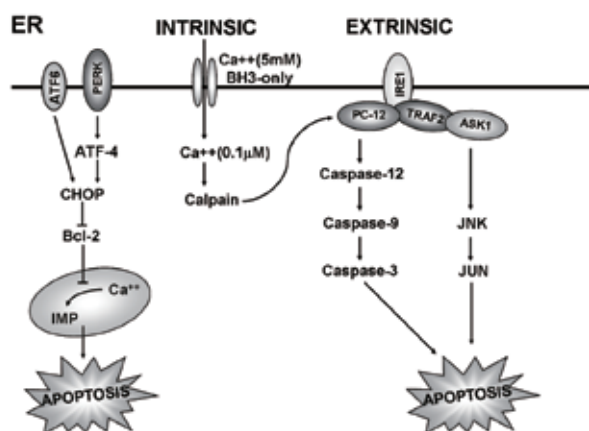 ER
INTRINSIC
EXTRINSIC
ATF6
PERK
Ca++(5mM)
BH3-only
IRE1
PC-12
TRAF2
ASK1
ATF-4
Ca++(0.1µM)
Caspase-12
CHOP
Calpain
Bcl-2
Caspase-9
JNK
Caspase-3
JUN
Ca++
IMP
APOPTOSIS
APOPTOSIS